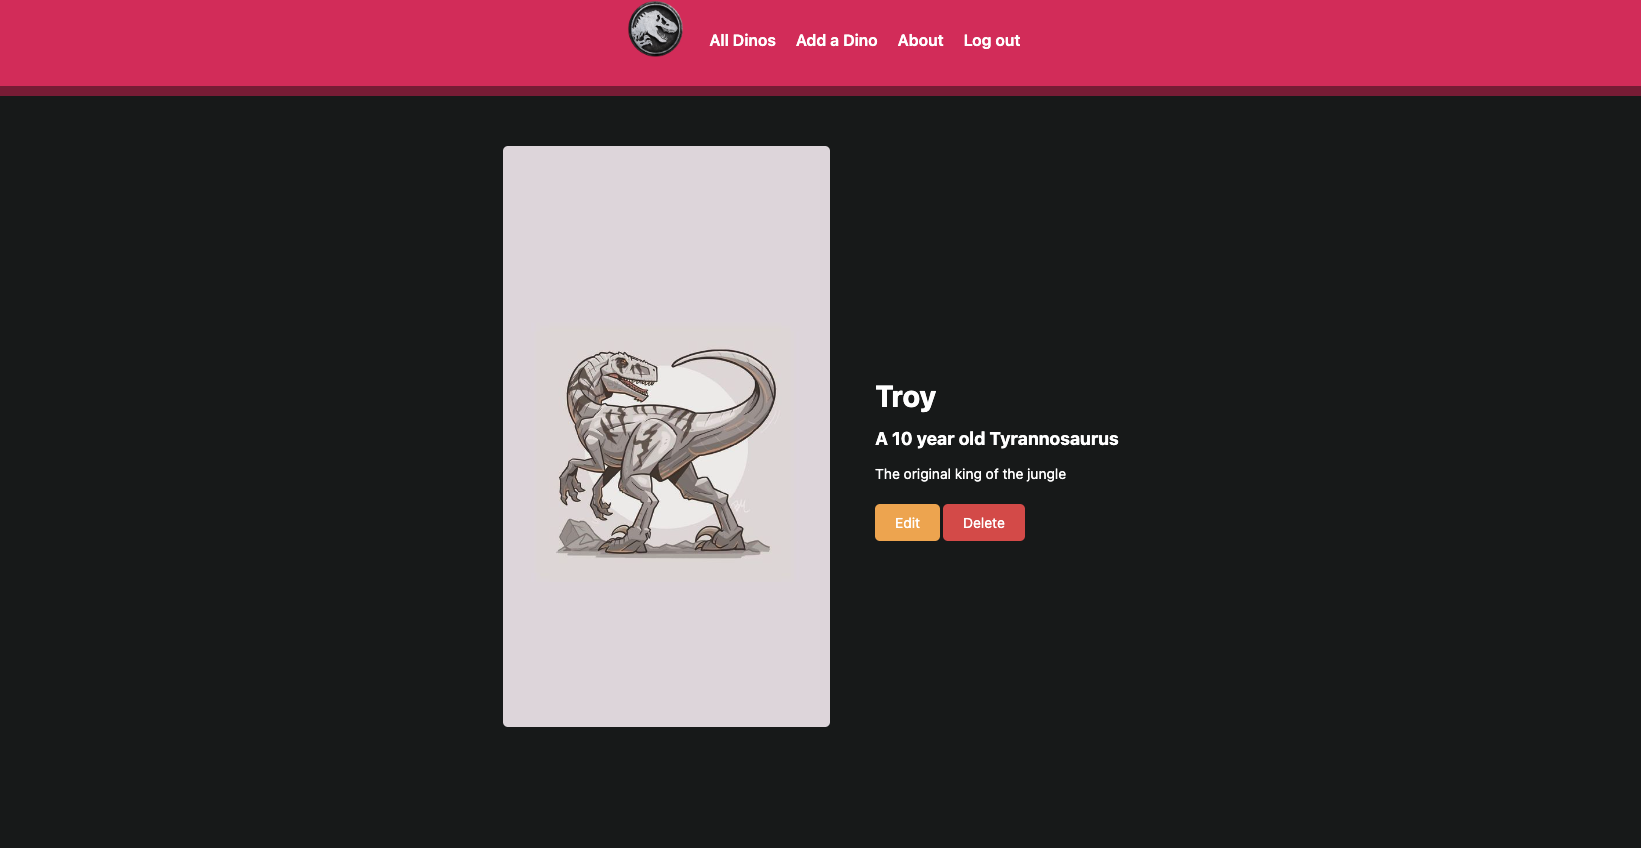 All Dinos Add a Dino About Log out
Troy
A 10 year old Tyrannosaurus
The original king of the jungle
Edit Delete